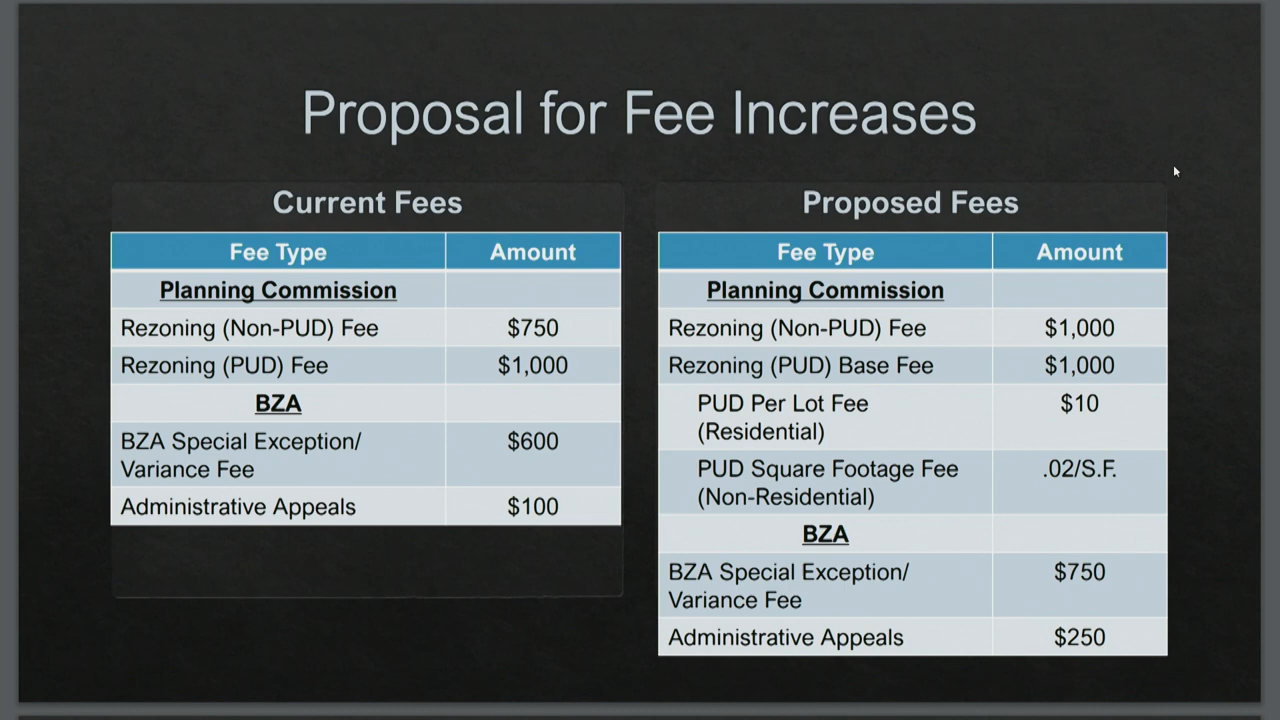 Proposal for Fee Increases
Current Fees
Fee Type Amount
Planning Commission
Rezoning (Non-PUD) Fee $750
Rezoning (PUD) Fee $1,000
BZA
BZA Special Exception/ $600
Variance Fee
Administrative Appeals $100
Proposed Fees
Fee Type Amount
Planning Commission
Rezoning (Non-PUD) Fee $1,000
Rezoning (PUD) Base Fee $1,000
PUD Per Lot Fee $10
(Residential)
PUD Square Footage Fee .02/S.F.
(Non-Residential)
BZA
BZA Special Exception/ $750
Variance Fee
Administrative Appeals $250